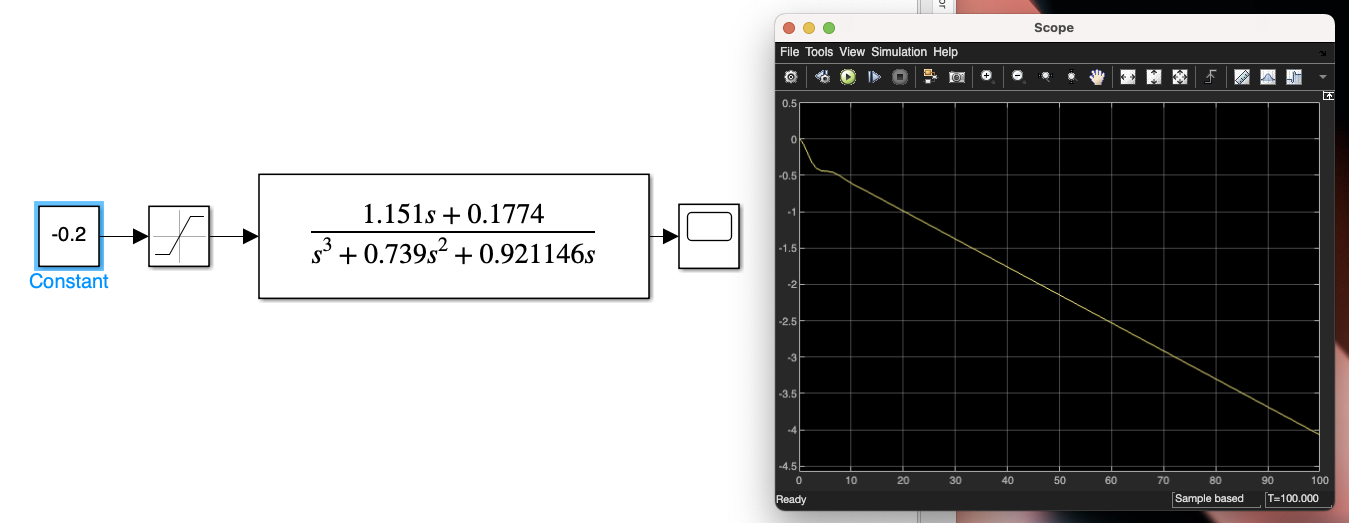 or
Scope
File Tools View Simulation Help
-0.2
Constant
1.151s + 0.1774
s³ + 0.739s² + 0.921146s
0.5
0
-0.5
-1
-1.5
-2
-2.5
-3
-3.5
-4
-4.5
0 10 20 30 40 50 60 70 80 90 100
Ready Sample based T=100.000